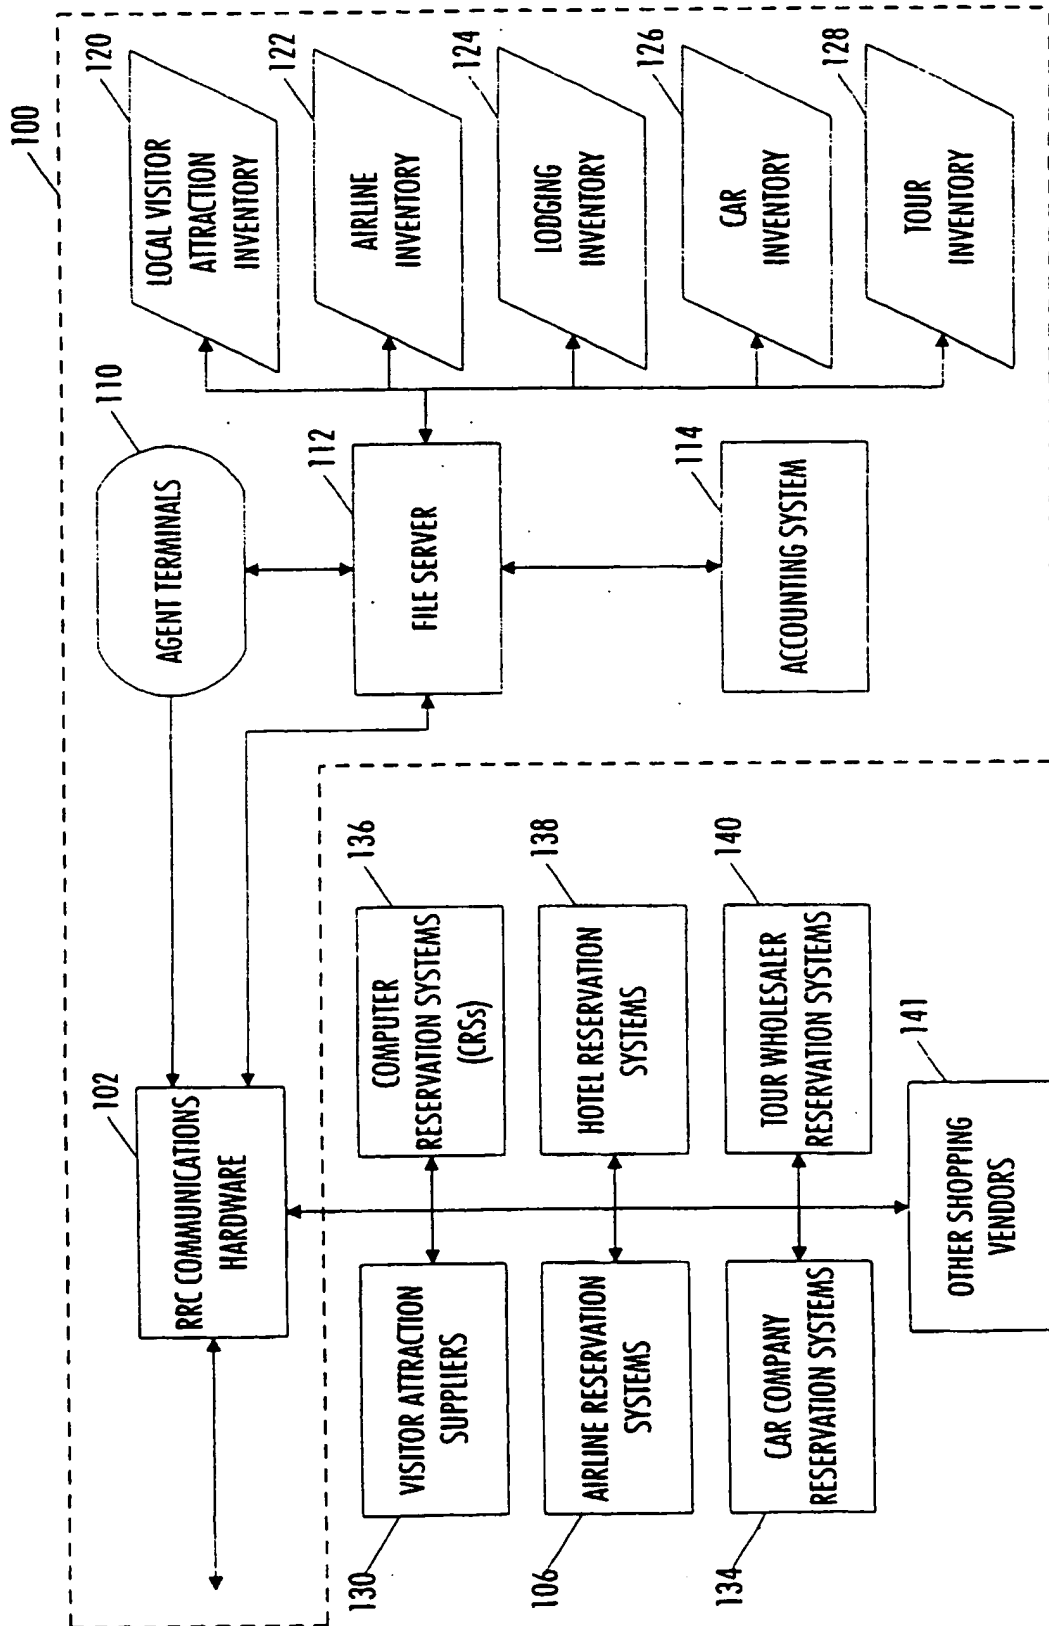 100
102
RRC COMMUNICATIONS
HARDWARE
110
AGENT TERMINALS
120
LOCAL VISITOR
ATTRACTION
INVENTORY
112
FILE SERVER
122
AIRLINE
INVENTORY
124
LODGING
INVENTORY
114
ACCOUNTING SYSTEM
126
CAR
INVENTORY
128
TOUR
INVENTORY
130
VISITOR ATTRACTION
SUPPLIERS
136
COMPUTER
RESERVATION SYSTEMS
(CRSs)
106
AIRLINE RESERVATION
SYSTEMS
138
HOTEL RESERVATION
SYSTEMS
134
CAR COMPANY
RESERVATION SYSTEMS
140
TOUR WHOLESALER
RESERVATION SYSTEMS
141
OTHER SHOPPING
VENDORS